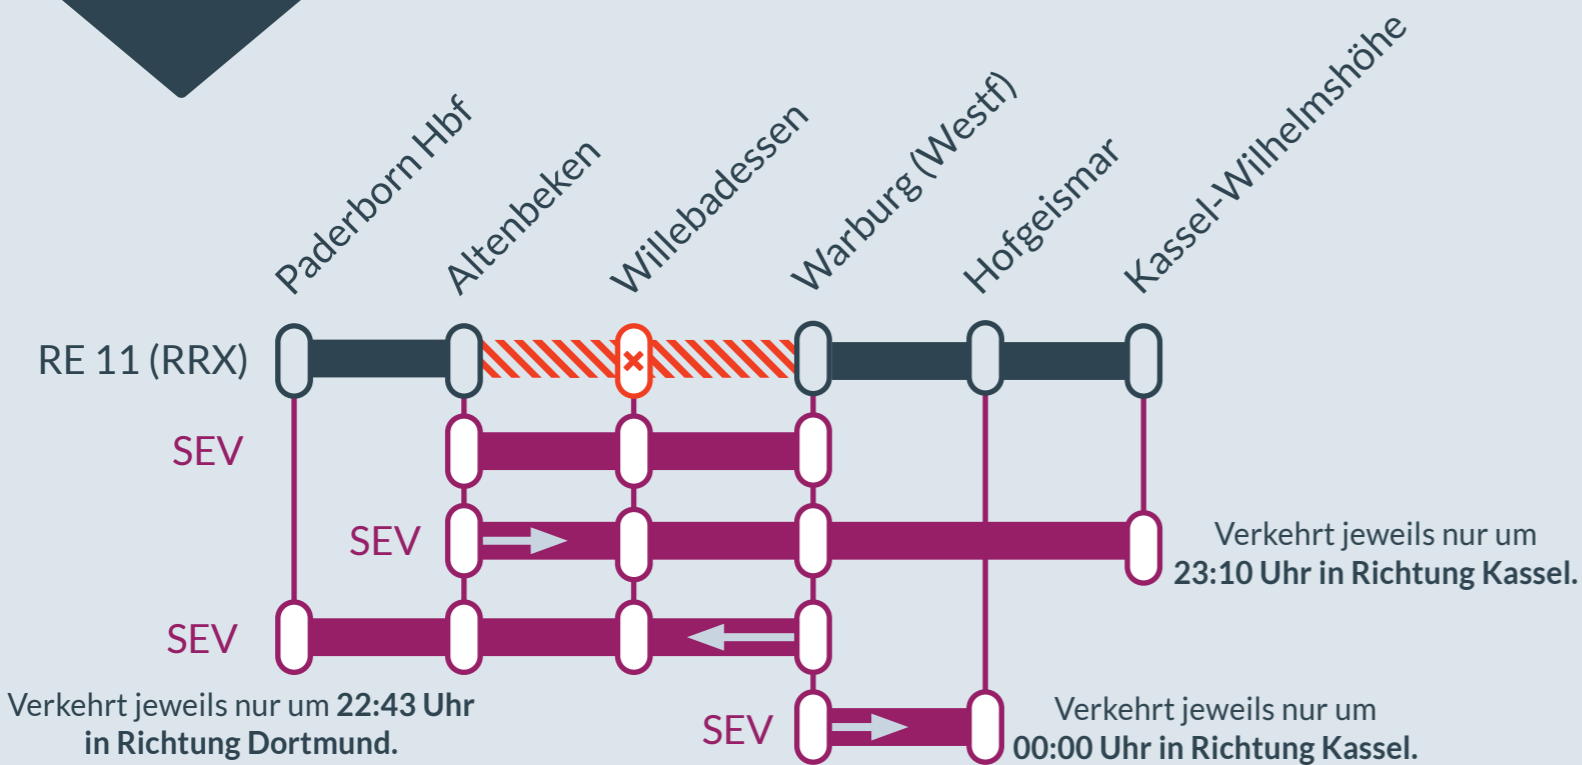 Paderborn Hbf
Altenbeken
Willebadessen
Warburg (Westf)
Hofgeismar
Kassel-Wilhelmshöhe
RE 11 (RRX)
SEV
SEV
Verkehrt jeweils nur um
23:10 Uhr in Richtung Kassel.
SEV
Verkehrt jeweils nur um 22:43 Uhr
in Richtung Dortmund.
SEV
Verkehrt jeweils nur um
00:00 Uhr in Richtung Kassel.